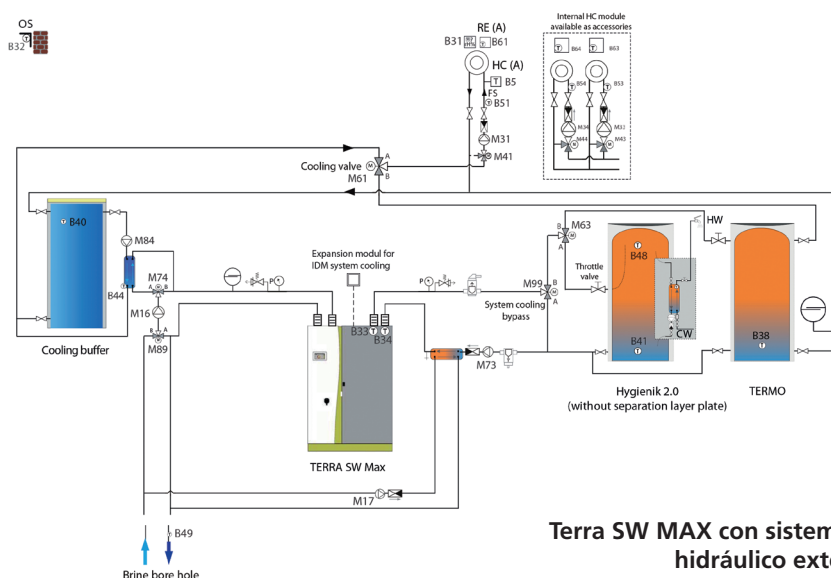 OS
B32
RE (A)
B31
B61
HC (A)
B5
FS
B51
M31
M41
Internal HC module
available as accessories
T
B64
T
B63
B54
B53
M34
M33
M44
M43
Cooling valve
M61
A
B
B40
M84
M74
A
B
B44
M16
B
A
M89
Cooling buffer
P
Expansion modul for
IDM system cooling
B33
B34
TERRA SW Max
P
M73
M99
B
A
System cooling
bypass
B
M63
A
Throttle
valve
B48
B41
HW
CW
Hygienik 2.0
(without separation layer plate)
B38
TERMO
M17
B49
Brine bore hole
Terra SW MAX con sistem
hidráulico exte